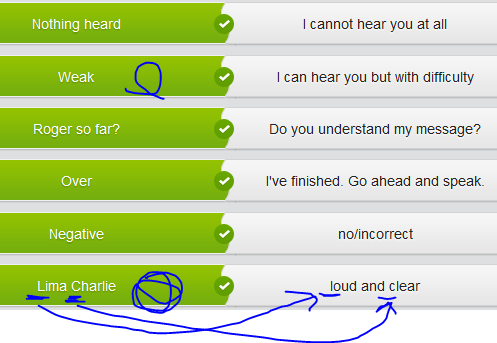 Nothing heard I cannot hear you at all
Weak I can hear you but with difficulty
Roger so far? Do you understand my message?
Over I've finished. Go ahead and speak.
Negative no/incorrect
Lima Charlie loud and clear